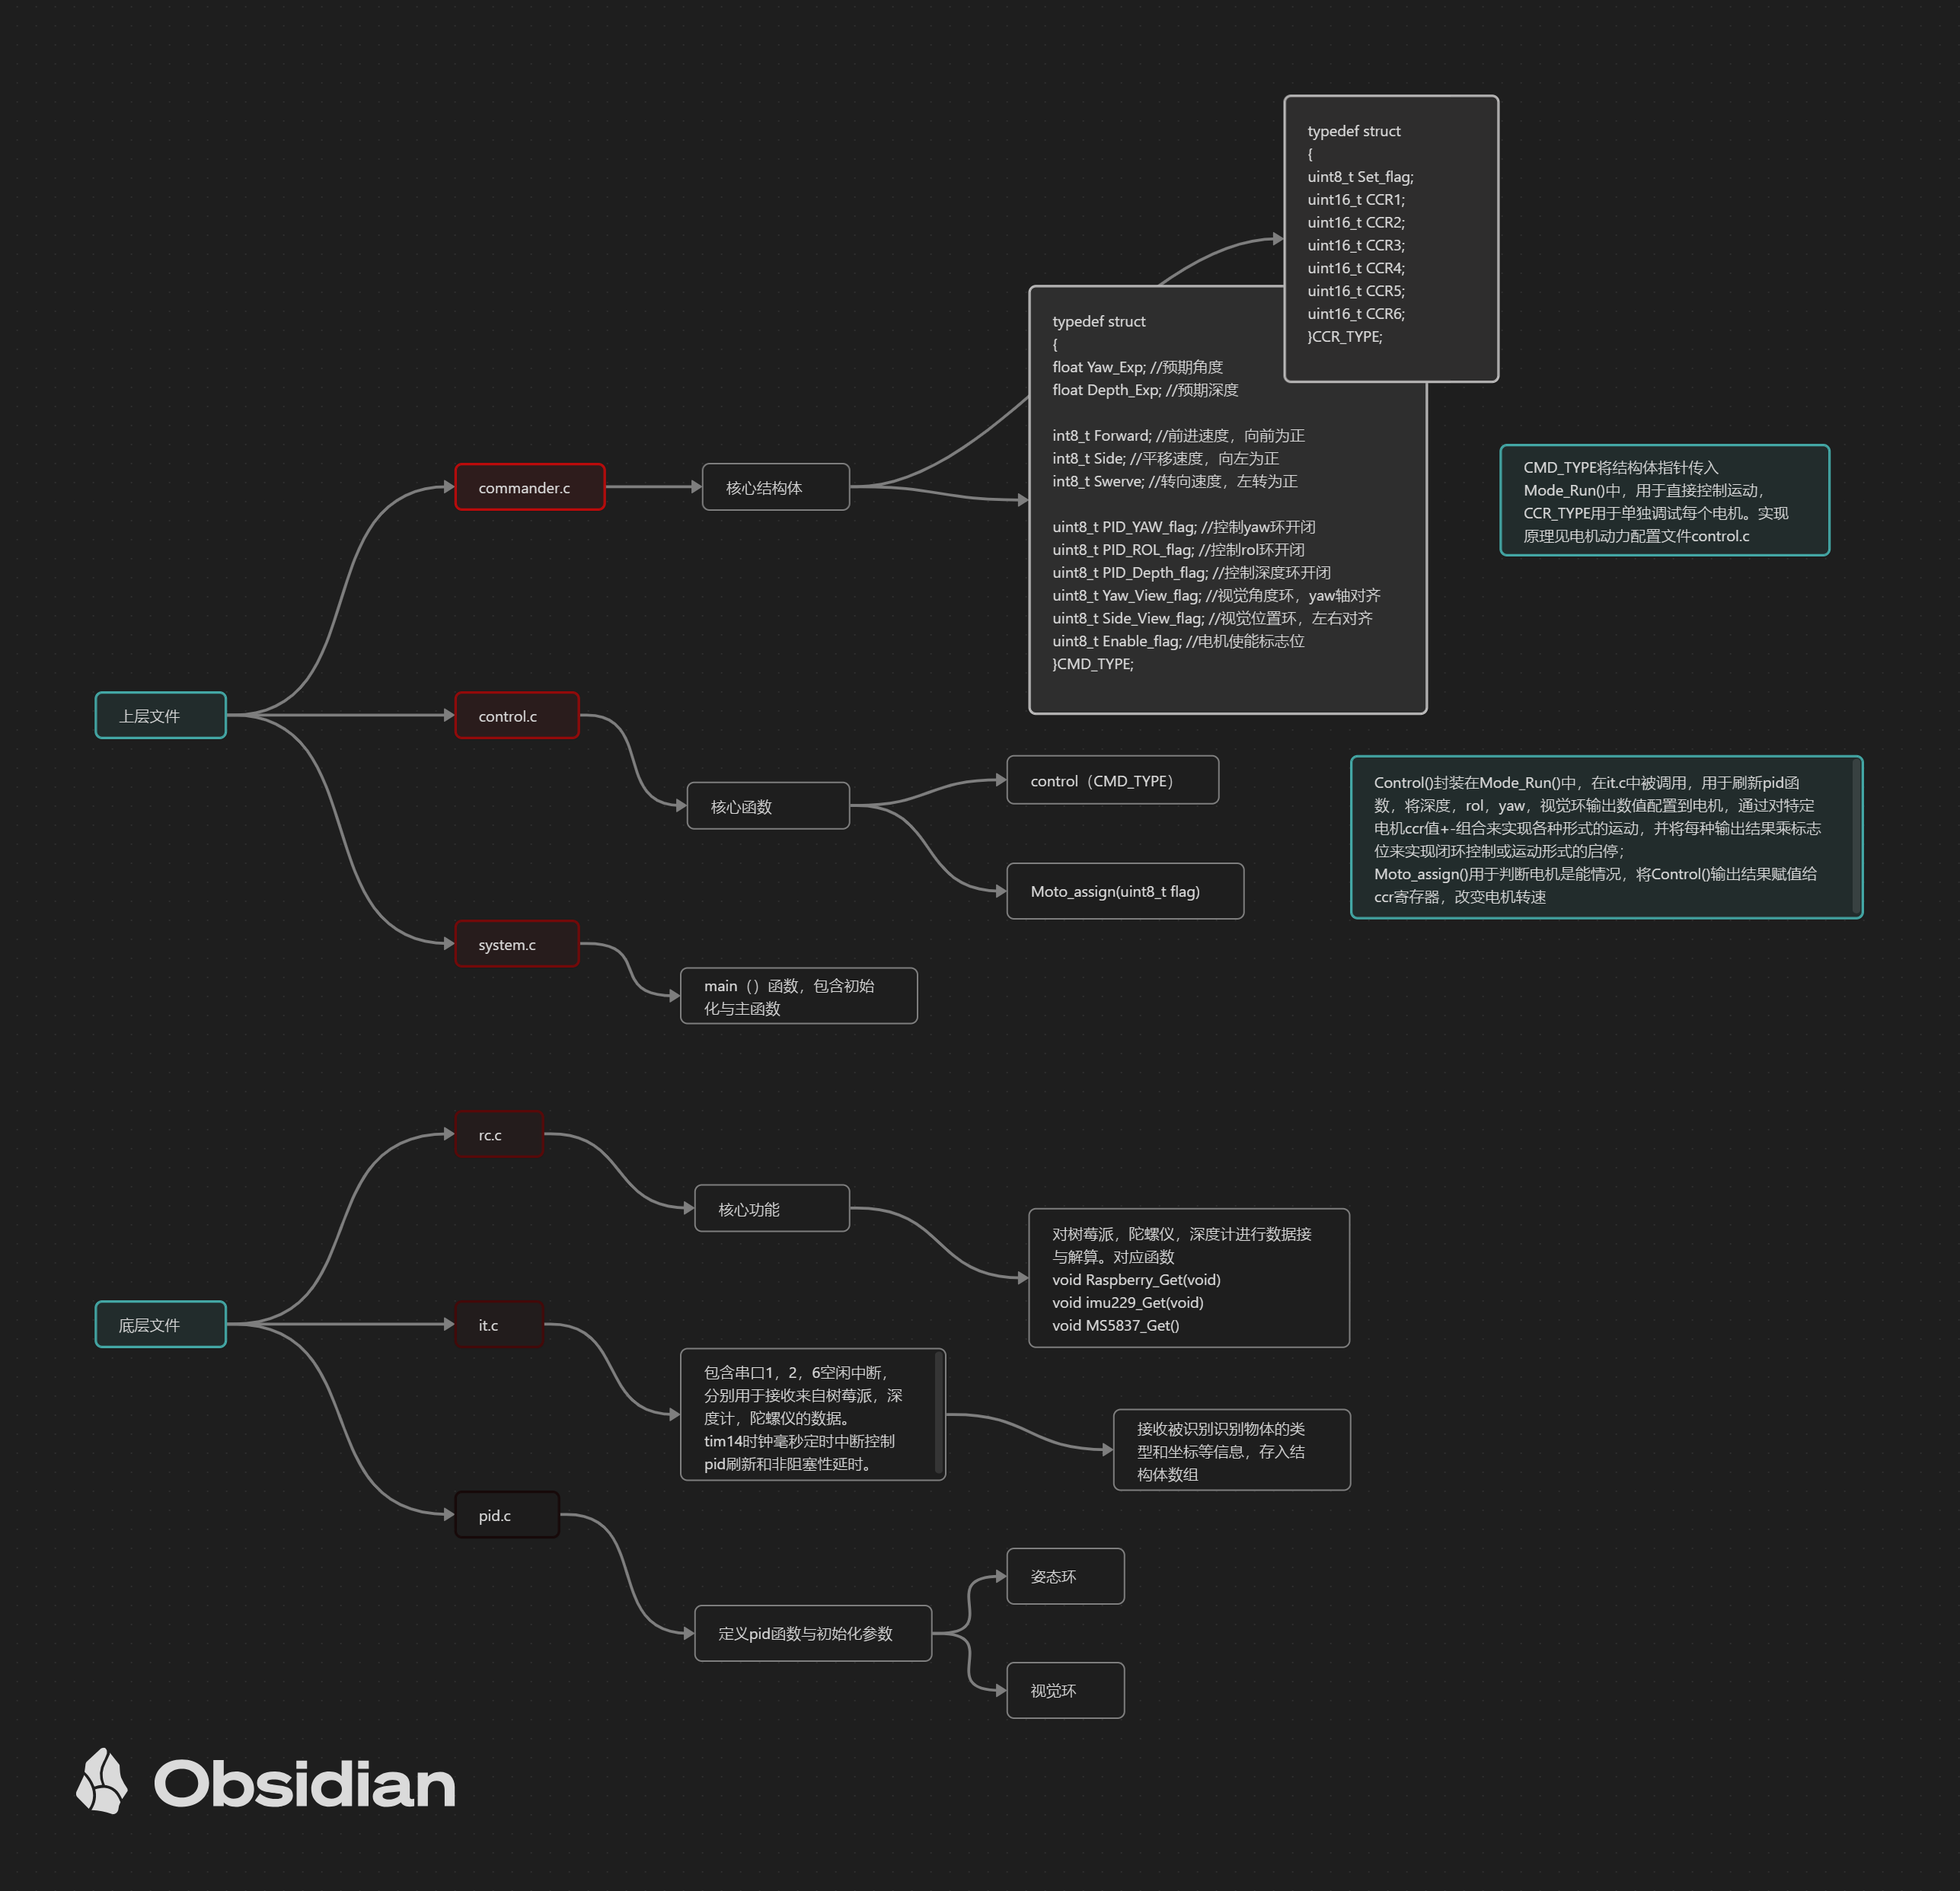 typedef struct
{
uint8_t Set_flag;
uint16_t CCR1;
uint16_t CCR2;
uint16_t CCR3;
uint16_t CCR4;
uint16_t CCR5;
uint16_t CCR6;
}CCR_TYPE;
typedef struct
{
float Yaw_Exp; //预期角度
float Depth_Exp; //预期深度
int8_t Forward; //前进速度，向前为正
int8_t Side; //平移速度，向左为正
int8_t Swerve; //转向速度，左转为正
uint8_t PID_YAW_flag; //控制yaw环开闭
uint8_t PID_ROL_flag; //控制rol环开闭
uint8_t PID_Depth_flag; //控制深度环开闭
uint8_t Yaw_View_flag; //视觉角度环，yaw轴对齐
uint8_t Side_View_flag; //视觉位置环，左右对齐
uint8_t Enable_flag; //电机使能标志位
}CMD_TYPE;
CMD_TYPE将结构体指针传入
Mode_Run()中，用于直接控制运动，
CCR_TYPE用于单独调试每个电机。实现
原理见电机动力配置文件control.c
commander.c
核心结构体
上层文件
control.c
核心函数
control（CMD_TYPE）
Moto_assign(uint8_t flag)
Control()封装在Mode_Run()中，在it.c中被调用，用于刷新pid函
数，将深度，rol，yaw，视觉环输出数值配置到电机，通过对特定
电机ccr值+-组合来实现各种形式的运动，并将每种输出结果乘标志
位来实现闭环控制或运动形式的启停；
Moto_assign()用于判断电机是能情况，将Control()输出结果赋值给
ccr寄存器，改变电机转速
system.c
main（）函数，包含初始
化与主函数
rc.c
核心功能
对树莓派，陀螺仪，深度计进行数据接
与解算。对应函数
void Raspberry_Get(void)
void imu229_Get(void)
void MS5837_Get()
底层文件
it.c
包含串口1，2，6空闲中断，
分别用于接收来自树莓派，深
度计，陀螺仪的数据。
tim14时钟毫秒定时中断控制
pid刷新和非阻塞性延时。
接收被识别识别物体的类
型和坐标等信息，存入结
构体数组
pid.c
定义pid函数与初始化参数
姿态环
视觉环
Obsidian